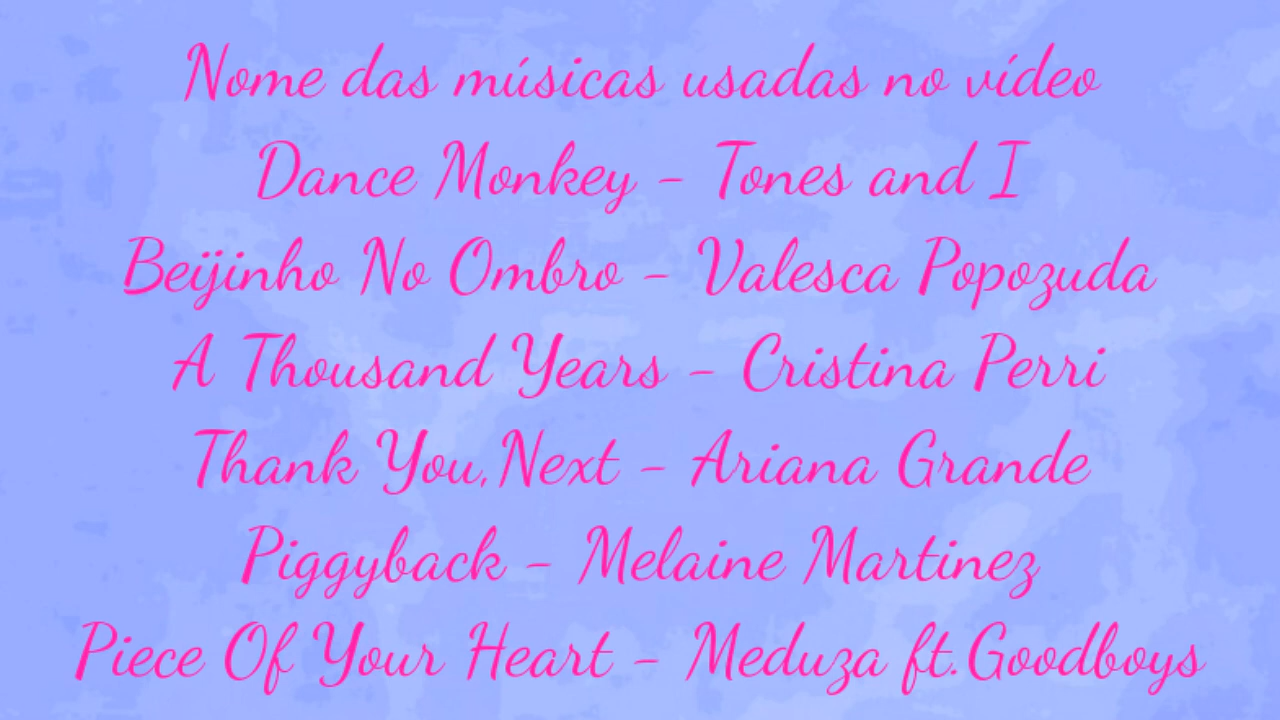 Nome das músicas usadas no vídeo
Dance Monkey - Tones and I
Beijinho No Ombro - Valesca Popozuda
A Thousand Years - Cristina Perri
Thank You,Next - Ariana Grande
Piggyback - Melaine Martinez
Piece Of Your Heart - Meduza ft.Goodboys